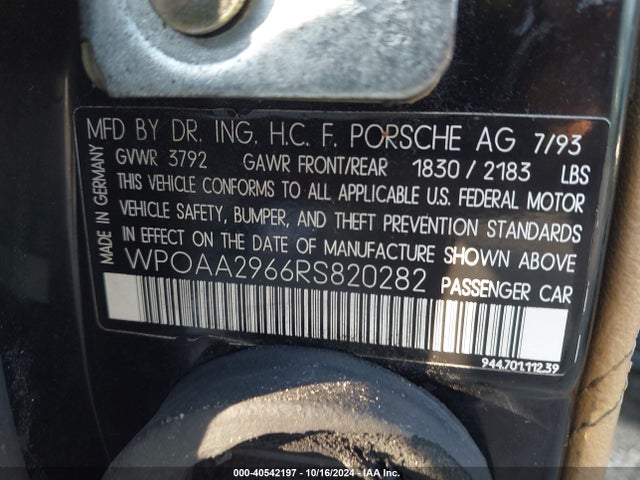 MFD BY DR. ING. H.C. F. PORSCHE AG 7/93
GVWR 3792 GAWR FRONT/REAR 1830 / 2183 LBS
THIS VEHICLE CONFORMS TO ALL APPLICABLE U.S. FEDERAL MOTOR
VEHICLE SAFETY, BUMPER, AND THEFT PREVENTION STANDARDS
IN EFFECT ON THE DATE OF MANUFACTURE SHOWN ABOVE
WPOAA2966RS820282 PASSENGER CAR
MADE IN GERMANY
944.701.112.39
000-40542197 - 10/16/2024 - IAA Inc.